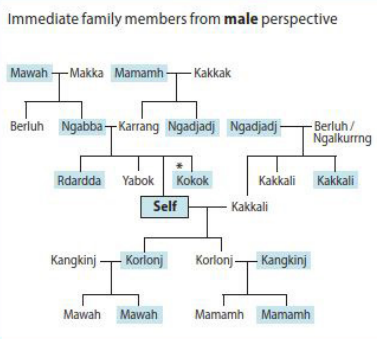 Immediate family members from male perspective
Mawah Makka Mamamh Kakkak
Berluh Ngabba Karrang Ngadjadj Ngadjadj Berluh /
Ngalkurrng
*
Rdardda Yabok Kokok Kakkali Kakkali
Self Kakkali
Kangkinj Korlonj Korlonj Kangkinj
Mawah Mawah Mamamh Mamamh